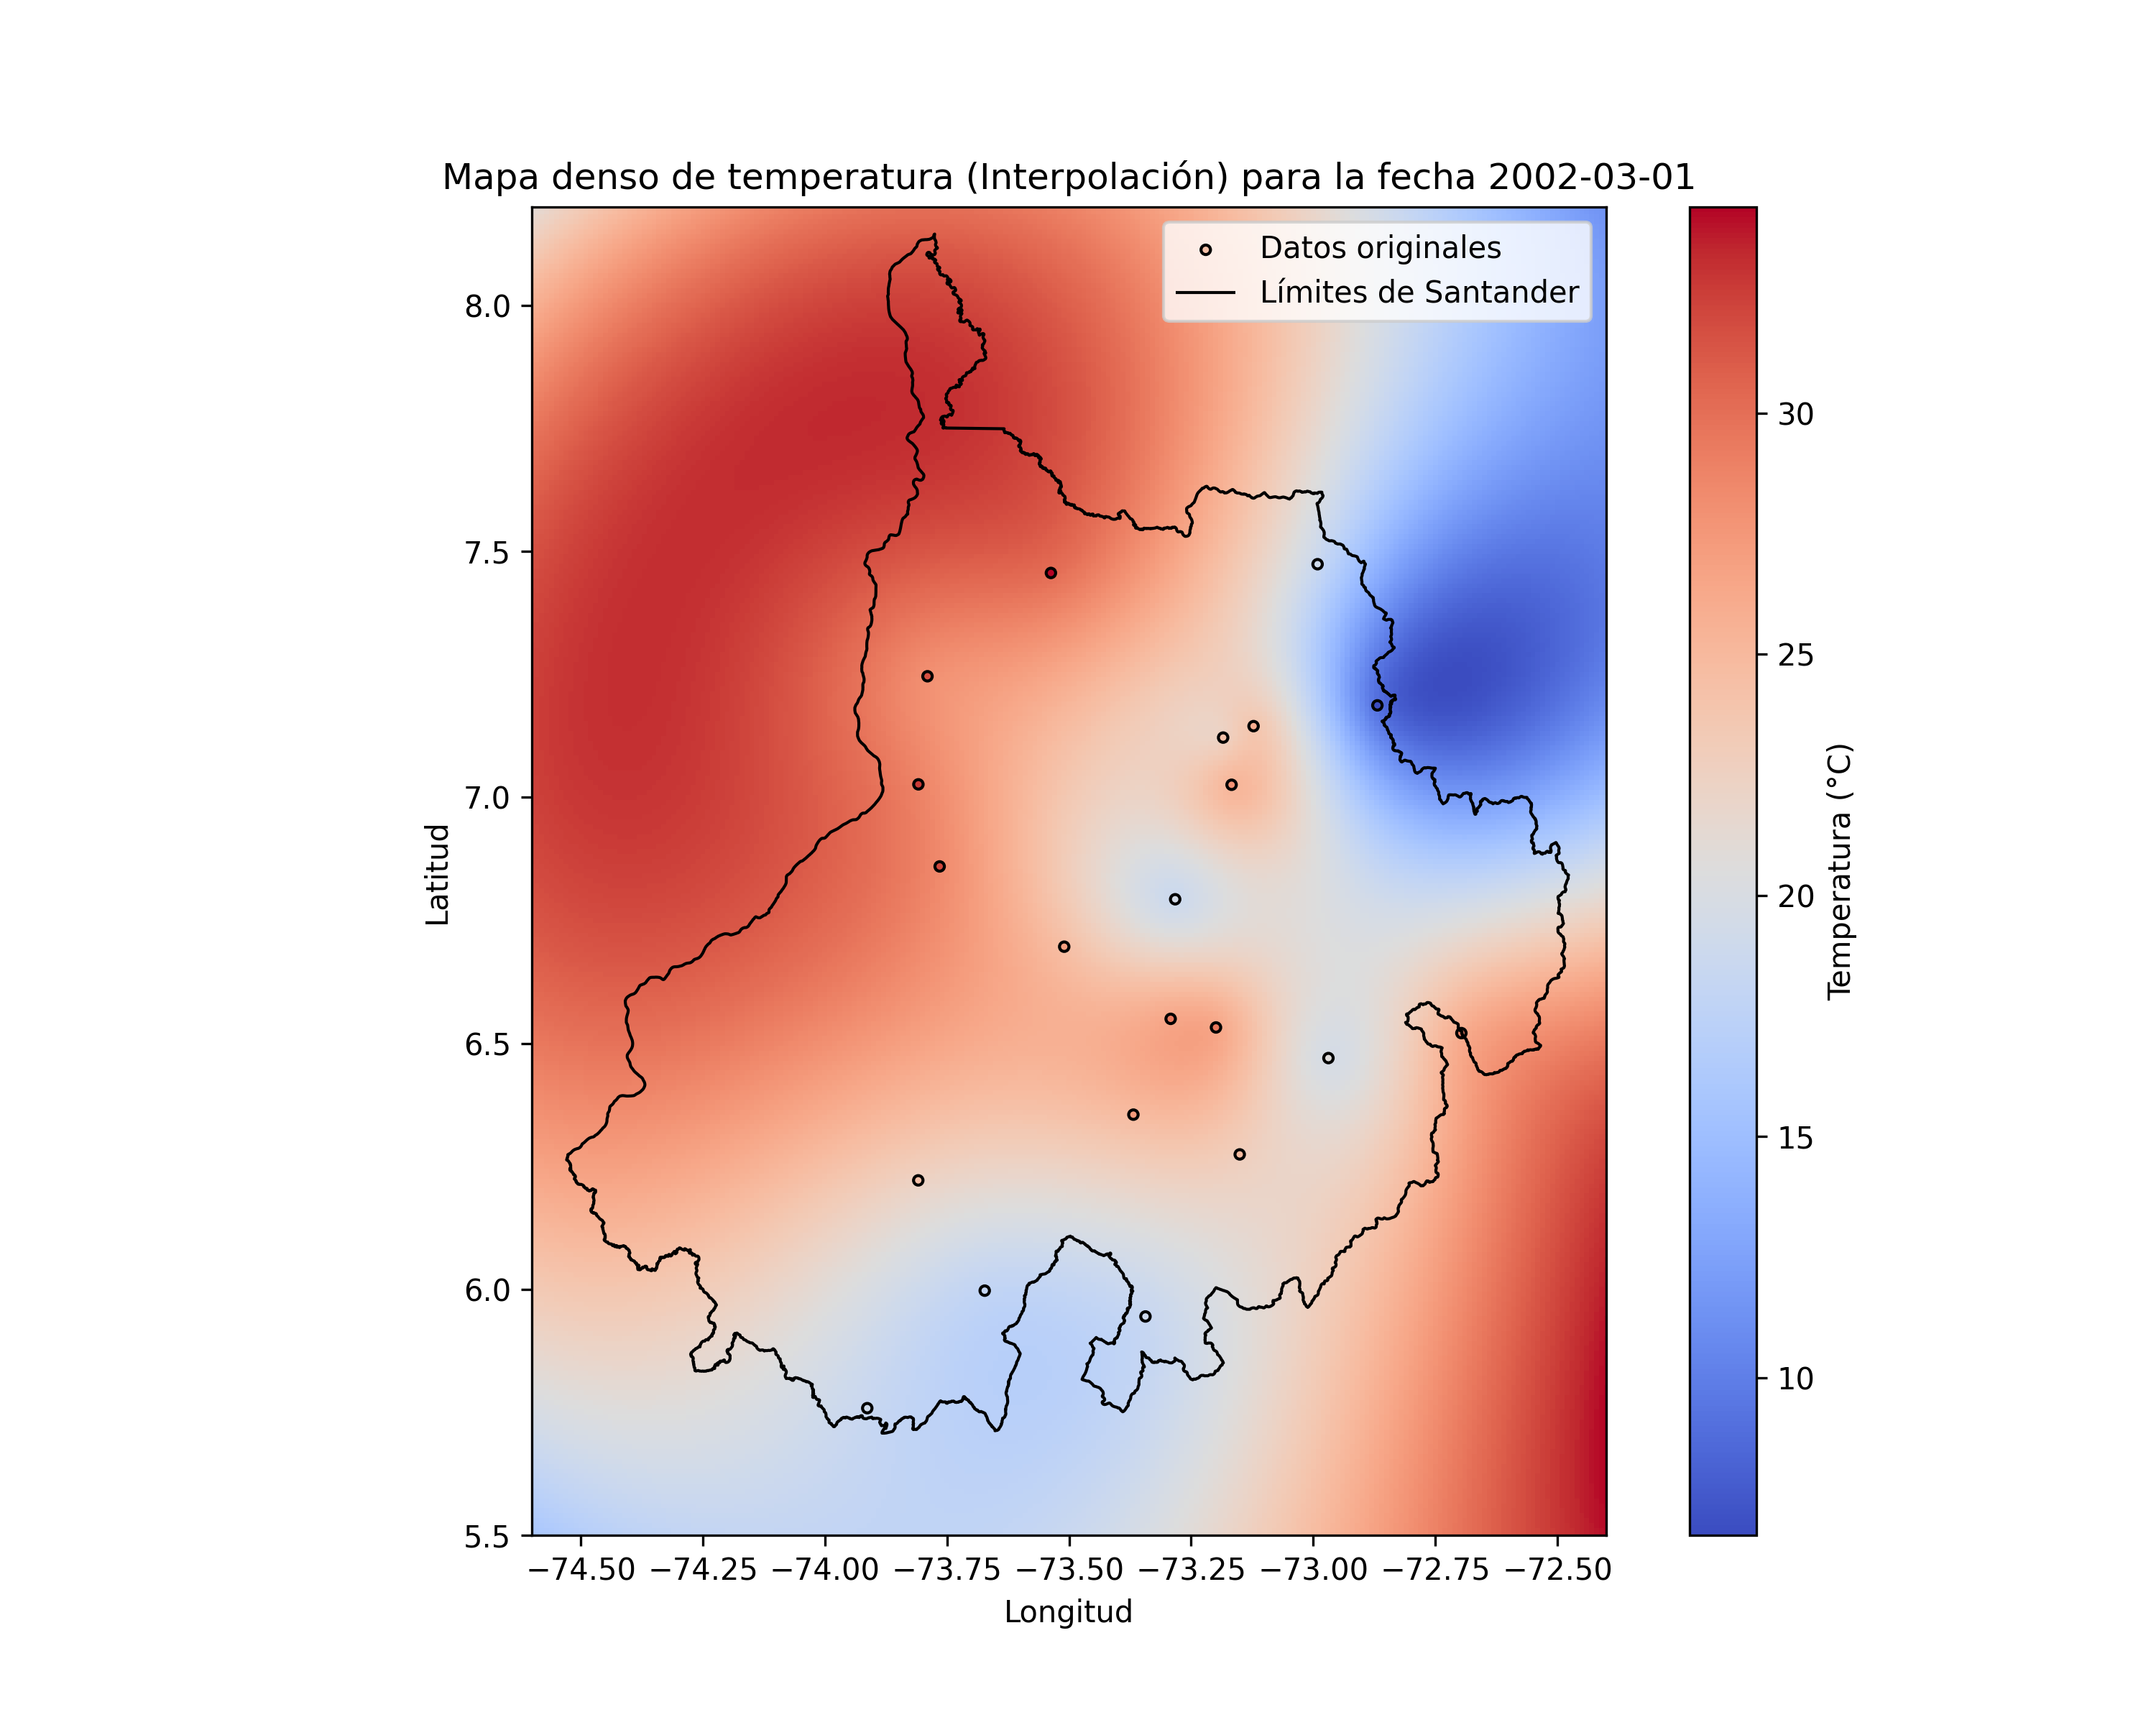 Mapa denso de temperatura (Interpolación) para la fecha 2002-03-01
Datos originales
Límites de Santander
8.0
7.5
7.0
6.5
6.0
5.5
Latitud
−74.50 −74.25 −74.00 −73.75 −73.50 −73.25 −73.00 −72.75 −72.50
Longitud
30
25
20
15
10
Temperatura (°C)